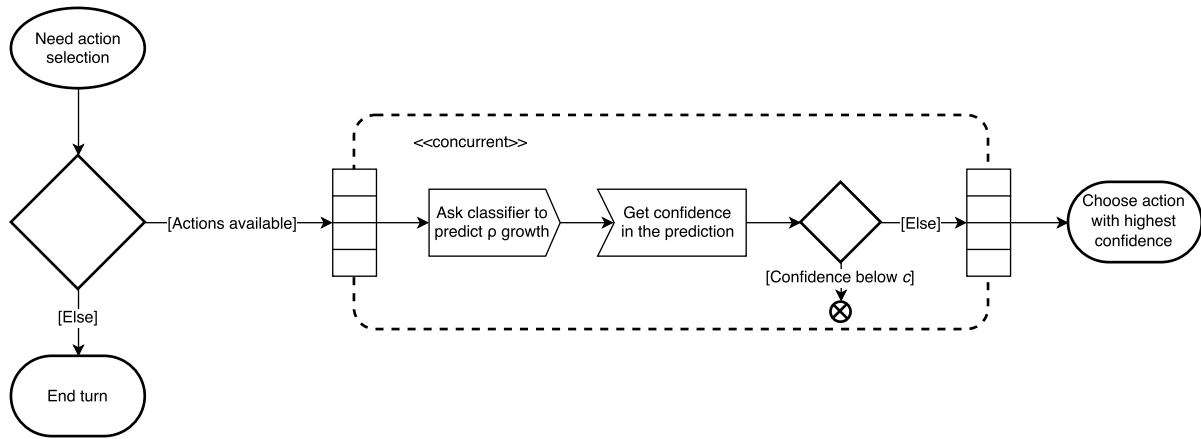 Need action
selection
[Actions available]
[Else]
End turn
<<concurrent>>
Ask classifier to
predict ρ growth
Get confidence
in the prediction
[Else]
[Confidence below c]
Choose action
with highest
confidence